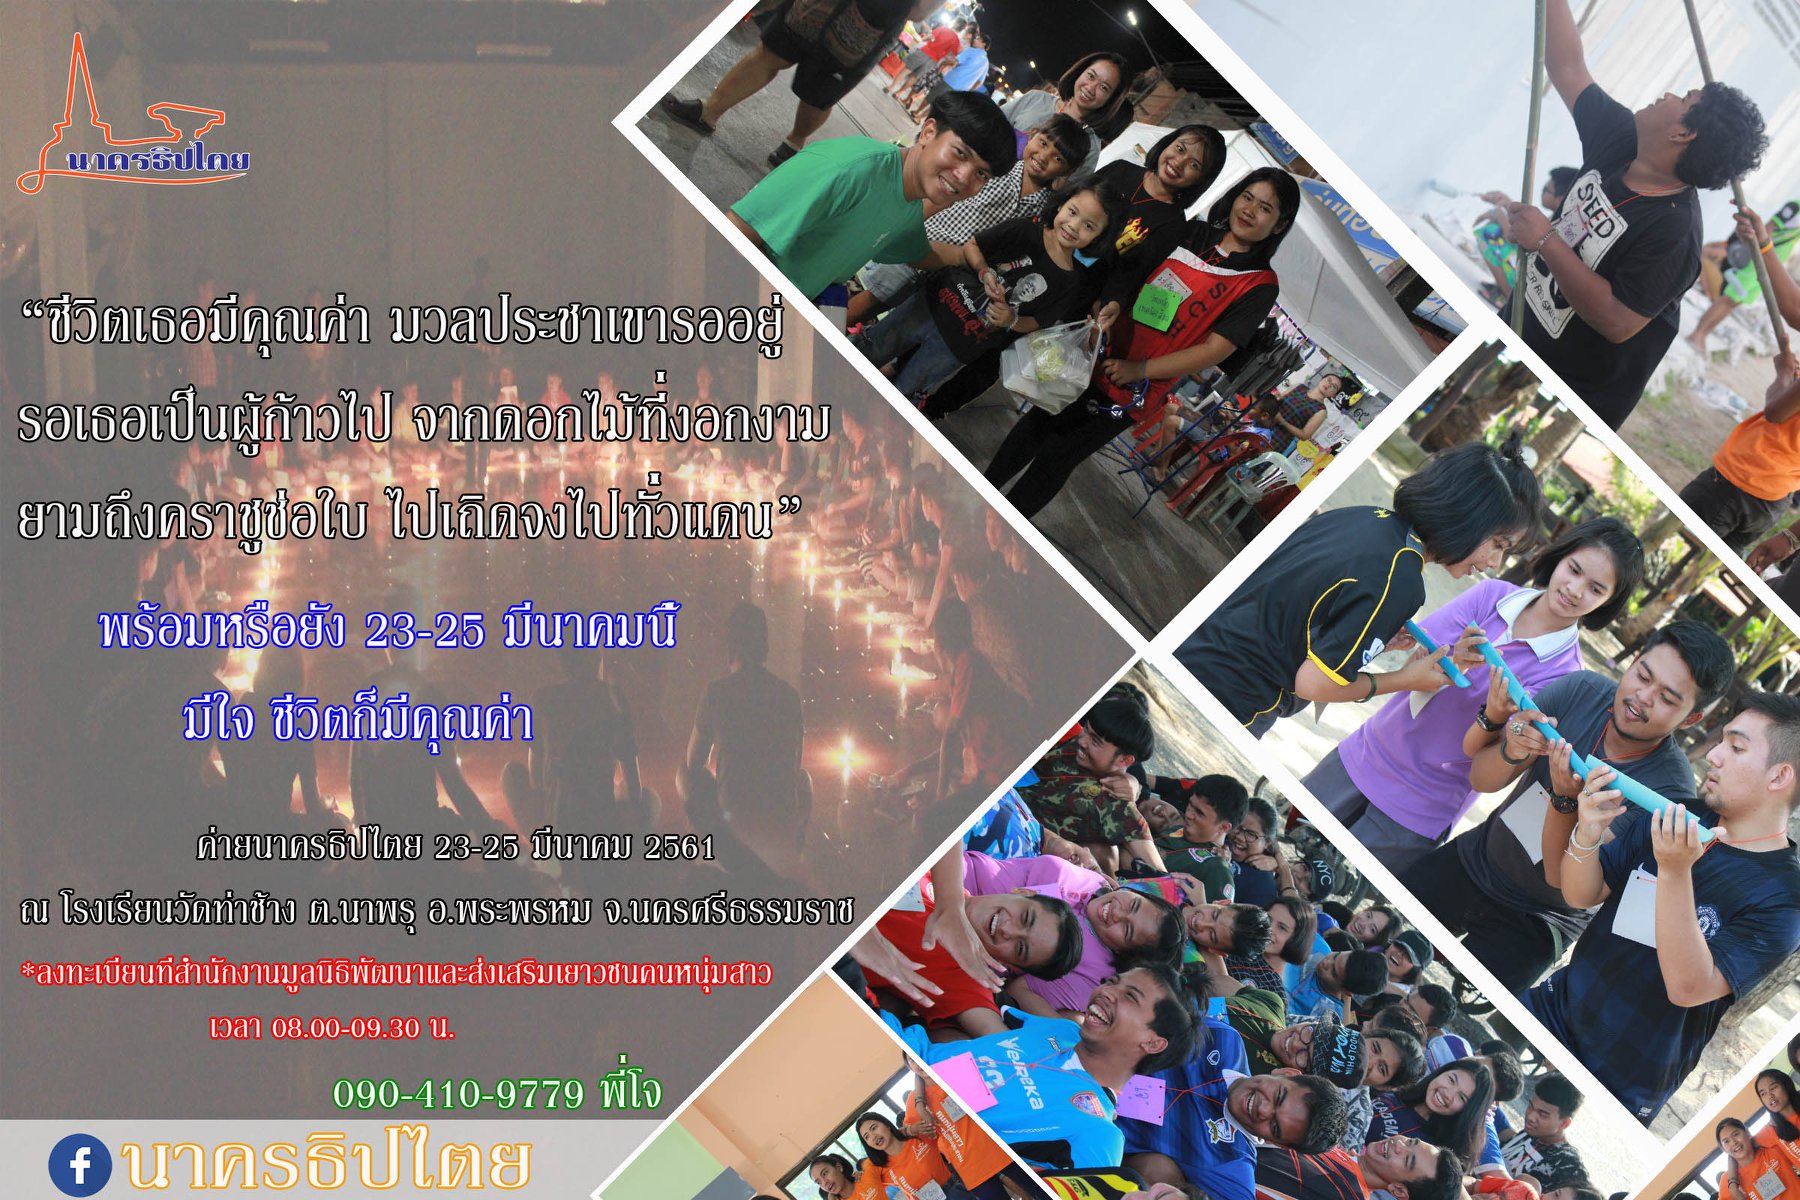 นาครธิปไตย
“ชีวิตเธอมีคุณค่า มวลประชาเขารออยู่
รอเธอเป็นผู้ก้าวไป จากดอกไม้ที่งอกงาม
ยามถึงคราชูช่อใบ ไปเถิดจงไปทั่วแดน”
พร้อมหรือยัง 23-25 มีนาคมนี้
มีใจ ชีวิตก็มีคุณค่า
ค่ายนาครธิปไตย 23-25 มีนาคม 2561
ณ โรงเรียนวัดท่าช้าง ต.นาพรุ อ.พระพรหม จ.นครศรีธรรมราช
*ลงทะเบียนที่สำนักงานมูลนิธิพัฒนาและส่งเสริมเยาวชนคนหนุ่มสาว
เวลา 08.00-09.30 น.
090-410-9779 พี่โจ
f นาครธิปไตย
SEED
NYC